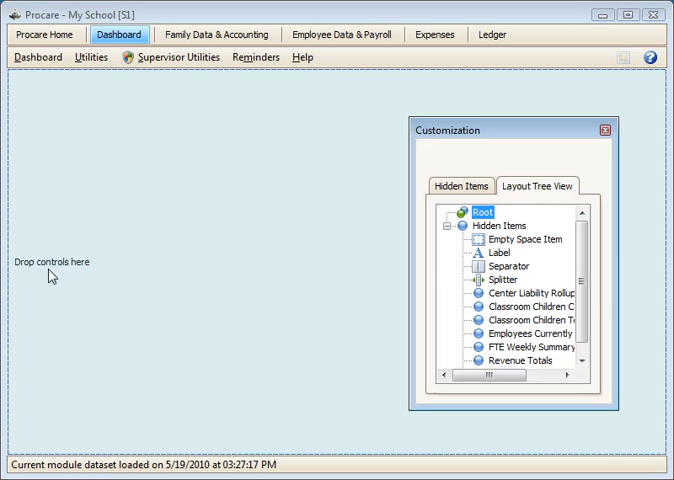 Procare - My School [S1]
Procare Home
Dashboard
Family Data & Accounting
Employee Data & Payroll
Expenses
Ledger
Dashboard
Utilities
Supervisor Utilities
Reminders
Help
Customization
Hidden Items
Layout Tree View
Root
Hidden Items
Empty Space Item
Label
Separator
Splitter
Center Liability Rollup
Classroom Children C
Classroom Children T
Employees Currently
FTE Weekly Summary
Revenue Totals
Drop controls here
Current module dataset loaded on 5/19/2010 at 03:27:17 PM